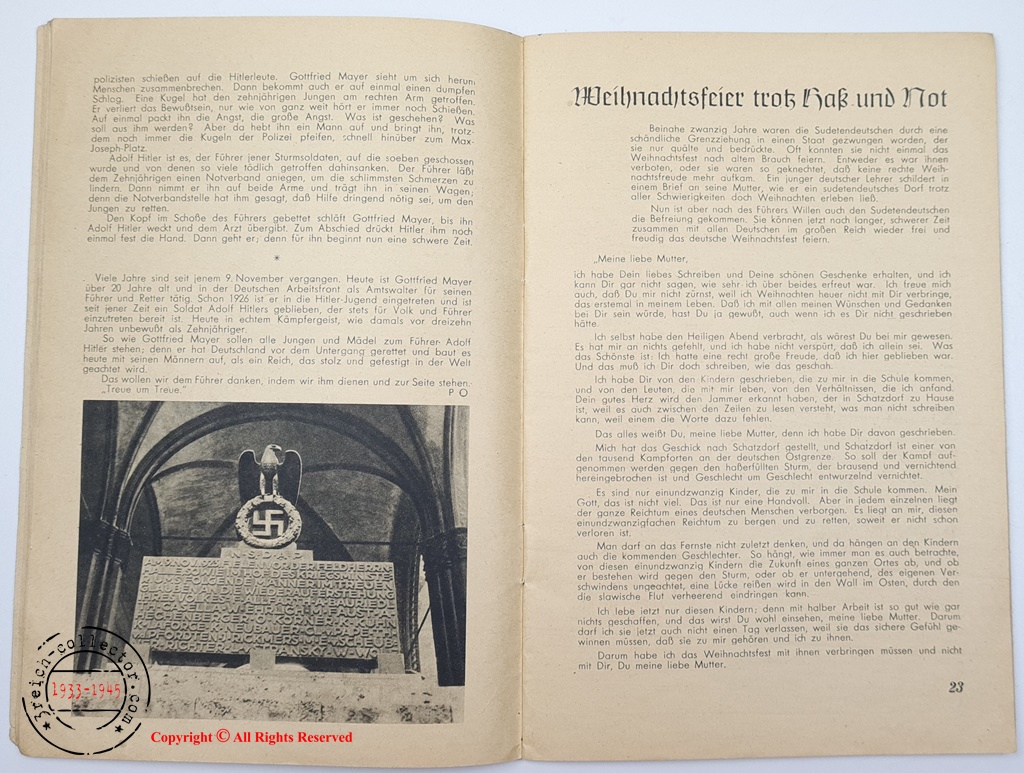 polizisten schießen auf die Hitlerleute. Gottfried Mayer sieht um sich herum
Menschen zusammenbrechen. Dann bekommt auch er auf einmal einen dumpfen
Schlag. Eine Kugel hat den zehnjährigen Jungen am rechten Arm getroffen.
Er verliert das Bewußtsein, nur wie von ganz weit hört er immer noch Schießen.
Auf einmal packt ihn die Angst, die große Angst. Was ist geschehen? Was
soll aus ihm werden? Aber da hebt ihn ein Mann auf und bringt ihn, trotz-
dem noch immer die Kugeln der Polizei pfeifen, schnell hinüber zum Max-
Joseph-Platz.
Adolf Hitler ist es, der Führer jener Sturmsoldaten, auf die soeben geschossen
wurde und von denen so viele tödlich getroffen dahinsanken. Der Führer läßt
dem Zehnjährigen einen Notverband anlegen, um die schlimmsten Schmerzen zu
lindern. Dann nimmt er ihn auf beide Arme und trägt ihn in seinen Wagen;
denn die Notverbandstelle hat ihm gesagt, daß Hilfe dringend nötig sei, um den
Jungen zu retten.
Den Kopf im Schoße des Führers gebettet schläft Gottfried Mayer, bis ihn
Adolf Hitler weckt und dem Arzt übergibt. Zum Abschied drückt Hitler ihm noch
einmal fest die Hand. Dann geht er; denn für ihn beginnt nun eine schwere Zeit.
*
Viele Jahre sind seit jenem 9. November vergangen. Heute ist Gottfried Mayer
über 20 Jahre alt und in der Deutschen Arbeitsfront als Amtswalter für seinen
Führer und Retter tätig. Schon 1926 ist er in die Hitler-Jugend eingetreten und ist
seit jener Zeit ein Soldat Adolf Hitlers geblieben, der stets für Volk und Führer
einzutreten bereit ist. Heute in echtem Kämpfergeist, wie damals vor dreizehn
Jahren unbewußt als Zehnjähriger.
So wie Gottfried Mayer sollen alle Jungen und Mädel zum Führer Adolf
Hitler stehen; denn er hat Deutschland vor dem Untergang gerettet und baut es
heute mit seinen Männern auf, als ein Reich, das stolz und gefestigt in der Welt
geachtet wird.
Das wollen wir dem Führer danken, indem wir ihm dienen und zur Seite stehen.
„Treue um Treue.“ P O
3reich-collector.com
1933-1945
Copyright © All Rights Reserved
Weihnachtsfeier trotz Haß und Not
Beinahe zwanzig Jahre waren die Sudetendeutschen durch eine
schändliche Grenzziehung in einen Staat gezwungen worden, der
sie nur quälte und bedrückte. Oft konnten sie nicht einmal das
Weihnachtsfest nach altem Brauch feiern. Entweder es war ihnen
verboten, oder sie waren so geknechtet, daß keine rechte Weih-
nachtsfreude mehr aufkam. Ein junger deutscher Lehrer schildert in
einem Brief an seine Mutter, wie er ein sudetendeutsches Dorf trotz
aller Schwierigkeiten doch Weihnachten erleben ließ.
Nun ist aber nach des Führers Willen auch den Sudetendeutschen
die Befreiung gekommen. Sie können jetzt nach langer, schwerer Zeit
zusammen mit allen Deutschen im großen Reich wieder frei und
freudig das deutsche Weihnachtsfest feiern.
„Meine liebe Mutter,
ich habe Dein liebes Schreiben und Deine schönen Geschenke erhalten, und ich
kann Dir gar nicht sagen, wie sehr ich über beides erfreut war. Ich freue mich
auch, daß Du mir nicht zürnst, weil ich Weihnachten heuer nicht mit Dir verbringe,
das erstemal in meinem Leben. Daß ich mit allen meinen Wünschen und Gedanken
bei Dir sein würde, hast Du ja gewußt, auch wenn ich es Dir nicht geschrieben
hätte.
Ich selbst habe den Heiligen Abend verbracht, als wärst Du bei mir gewesen.
Es hat mir an nichts gefehlt, und ich habe nicht verspürt, daß ich allein sei. Was
das Schönste ist: Ich hatte eine recht große Freude, daß ich hier geblieben war.
Und das muß ich Dir doch schreiben, wie das geschah.
Ich habe Dir von den Kindern geschrieben, die zu mir in die Schule kommen,
und von den Leuten, die mit mir leben, von den Verhältnissen, die ich anfand.
Dein gutes Herz wird den Jammer erkannt haben, der in Schatzdorf zu Hause
ist, weil es auch zwischen den Zeilen zu lesen versteht, was man nicht schreiben
kann, weil einem die Worte dazu fehlen.
Das alles weißt Du, meine liebe Mutter, denn ich habe Dir davon geschrieben.
Mich hat das Geschick nach Schatzdorf gestellt, und Schatzdorf ist einer von
den tausend Kampforten an der deutschen Ostgrenze. So soll der Kampf auf-
genommen werden gegen den haßerfüllten Sturm, der brausend und vernichtend
hereingebrochen ist und Geschlecht um Geschlecht entwurzelnd vernichtet.
Es sind nur einundzwanzig Kinder, die zu mir in die Schule kommen. Mein
Gott, das ist nicht viel. Das ist nur eine Handvoll. Aber in jedem einzelnen liegt
der ganze Reichtum eines deutschen Menschen verborgen. Es liegt an mir, diesen
einundzwanzigfachen Reichtum zu bergen und zu retten, soweit er nicht schon
verloren ist.
Man darf an das Fernste nicht zuletzt denken, und da hängen an den Kindern
auch die kommenden Geschlechter. So hängt, wie immer man es auch betrachte,
von diesen einundzwanzig Kindern die Zukunft eines ganzen Ortes ab, und ob
er bestehen wird gegen den Sturm, oder ob er untergehend, des eigenen Ver-
schwindens ungeachtet, eine Lücke reißen wird in den Wall im Osten, durch den
die slawische Flut verheerend eindringen kann.
Ich lebe jetzt nur diesen Kindern; denn mit halber Arbeit ist so gut wie gar
nichts geschaffen, und das wirst Du wohl einsehen, meine liebe Mutter. Darum
darf ich sie jetzt auch nicht einen Tag verlassen, weil sie das sichere Gefühl ge-
winnen müssen, daß sie zu mir gehören und ich zu ihnen.
Darum habe ich das Weihnachtsfest mit ihnen verbringen müssen und nicht
mit Dir, Du meine liebe Mutter.
23